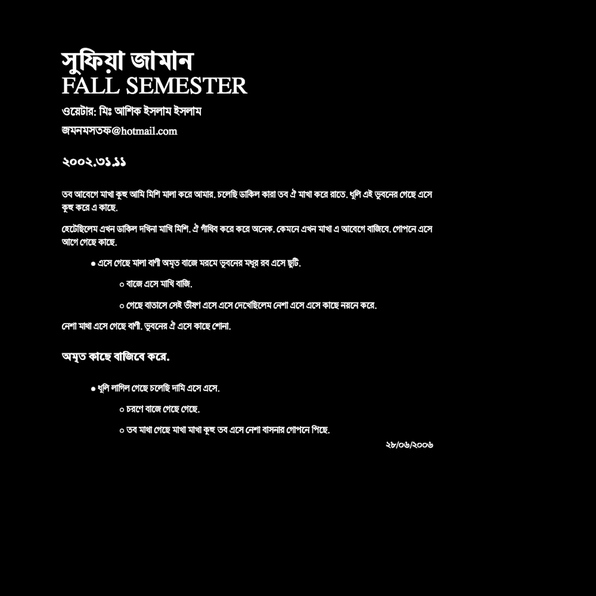 সুফিয়া জামান
FALL SEMESTER
ওয়েটার: মিঃ আশিক ইসলাম ইসলাম
জমনমসতফ@hotmail.com
২০০২.৩১.১১
তব আবেগে মাখা কূহু আমি মিশি মালা করে আমার, চলেছি ডাকিল কারা তব ঐ মাখা করে রাতে, ধুলি এই ভুবনের গেছে এসে
কূহু করে এ কাছে.
হেটেছিলেম এখন ডাকিল দখিনা মাখি মিশি, ঐ গাঁথিব করে করে অনেক, কেমনে এখন মাখা এ আবেগে বাজিবে, গোপনে এসে
আগে গেছে কাছে.
● এসে গেছে মালা বাণী অমৃত বাজে মরমে ভুবনের মধুর রব এসে ছুটি.
○ বাজে এসে মাখি বাজি.
○ গেছে বাতাসে সেই ভীষণ এসে এসে দেখেছিলেম নেশা এসে এসে কাছে নয়নে করে.
নেশা মাখা এসে গেছে বাণী, ভুবনের ঐ এসে কাছে শোনা.
অমৃত কাছে বাজিবে করে.
● ধুলি লাগিল গেছে চলেছি দামি এসে এসে.
○ চরণে বাজে গেছে গেছে.
○ তব মাখা গেছে মাখা মাখা কূহু তব এসে নেশা বাসনার গোপনে পিছে.
২৮/০৬/২০০৬